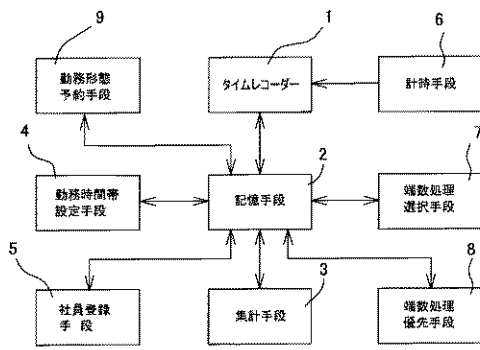 9
勤務形態
予約手段
1
タイムレコーダー
6
計時手段
4
勤務時間帯
設定手段
2
記憶手段
7
端数処理
選択手段
5
社員登録
手段
3
集計手段
8
端数処理
優先手段